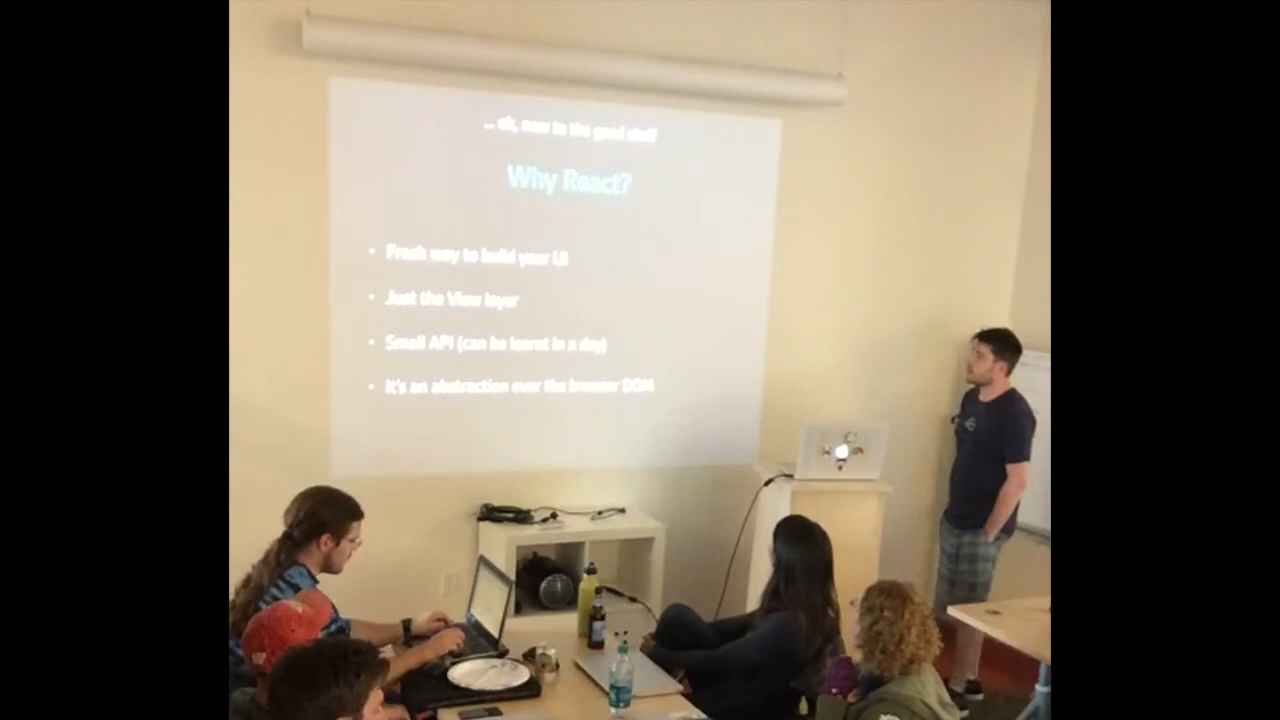 ... ok, now to the good stuff
Why React?
• Fresh way to build your UI
• Just the View layer
• Small API (can be learnt in a day)
• It's an abstraction over the browser DOM